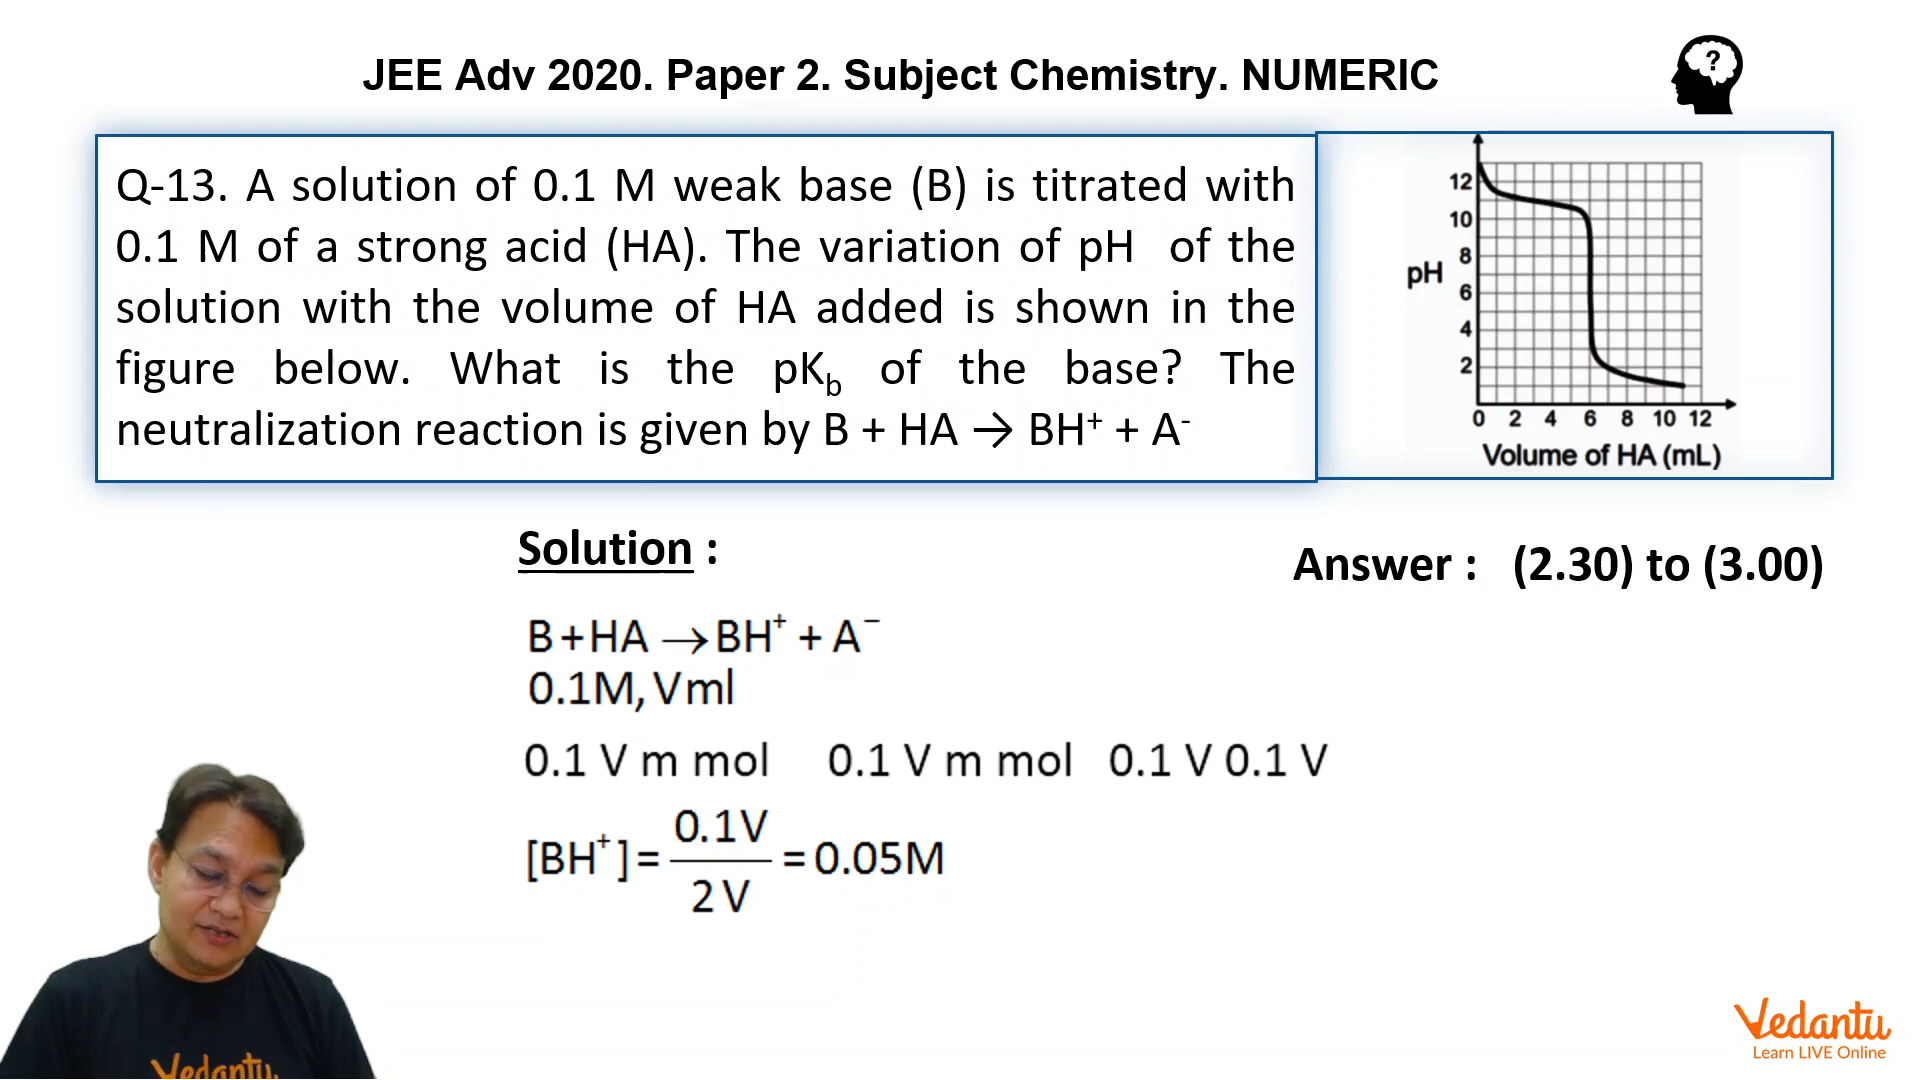 JEE Adv 2020. Paper 2. Subject Chemistry. NUMERIC
?
Q-13. A solution of 0.1 M weak base (B) is titrated with
0.1 M of a strong acid (HA). The variation of pH of the
solution with the volume of HA added is shown in the
figure below. What is the pK_b of the base? The
neutralization reaction is given by B + HA → BH⁺ + A⁻
12
10
8
pH
6
4
2
0 2 4 6 8 10 12
Volume of HA (mL)
Solution :
Answer : (2.30) to (3.00)
B+HA → BH⁺ + A⁻
0.1M, Vml
0.1 V m mol 0.1 V m mol 0.1 V 0.1 V
[BH⁺] = 0.1V / 2 V = 0.05M
Vedantu
Learn LIVE Online
Vedantu